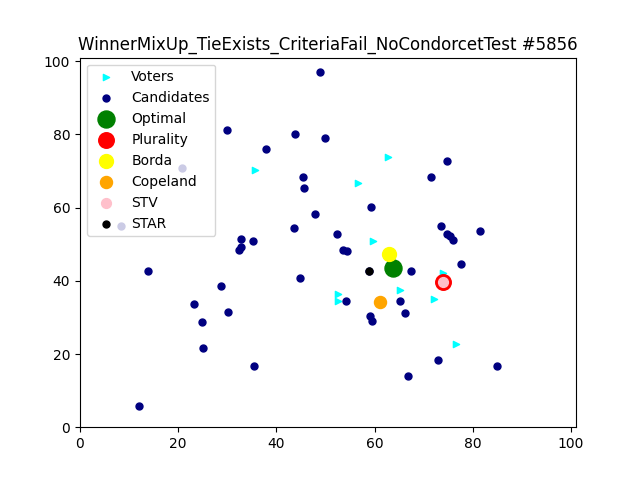 WinnerMixUp_TieExists_CriteriaFail_NoCondorcetTest #5856
100
80
60
40
20
0
0 20 40 60 80 100
Voters
Candidates
Optimal
Plurality
Borda
Copeland
STV
STAR